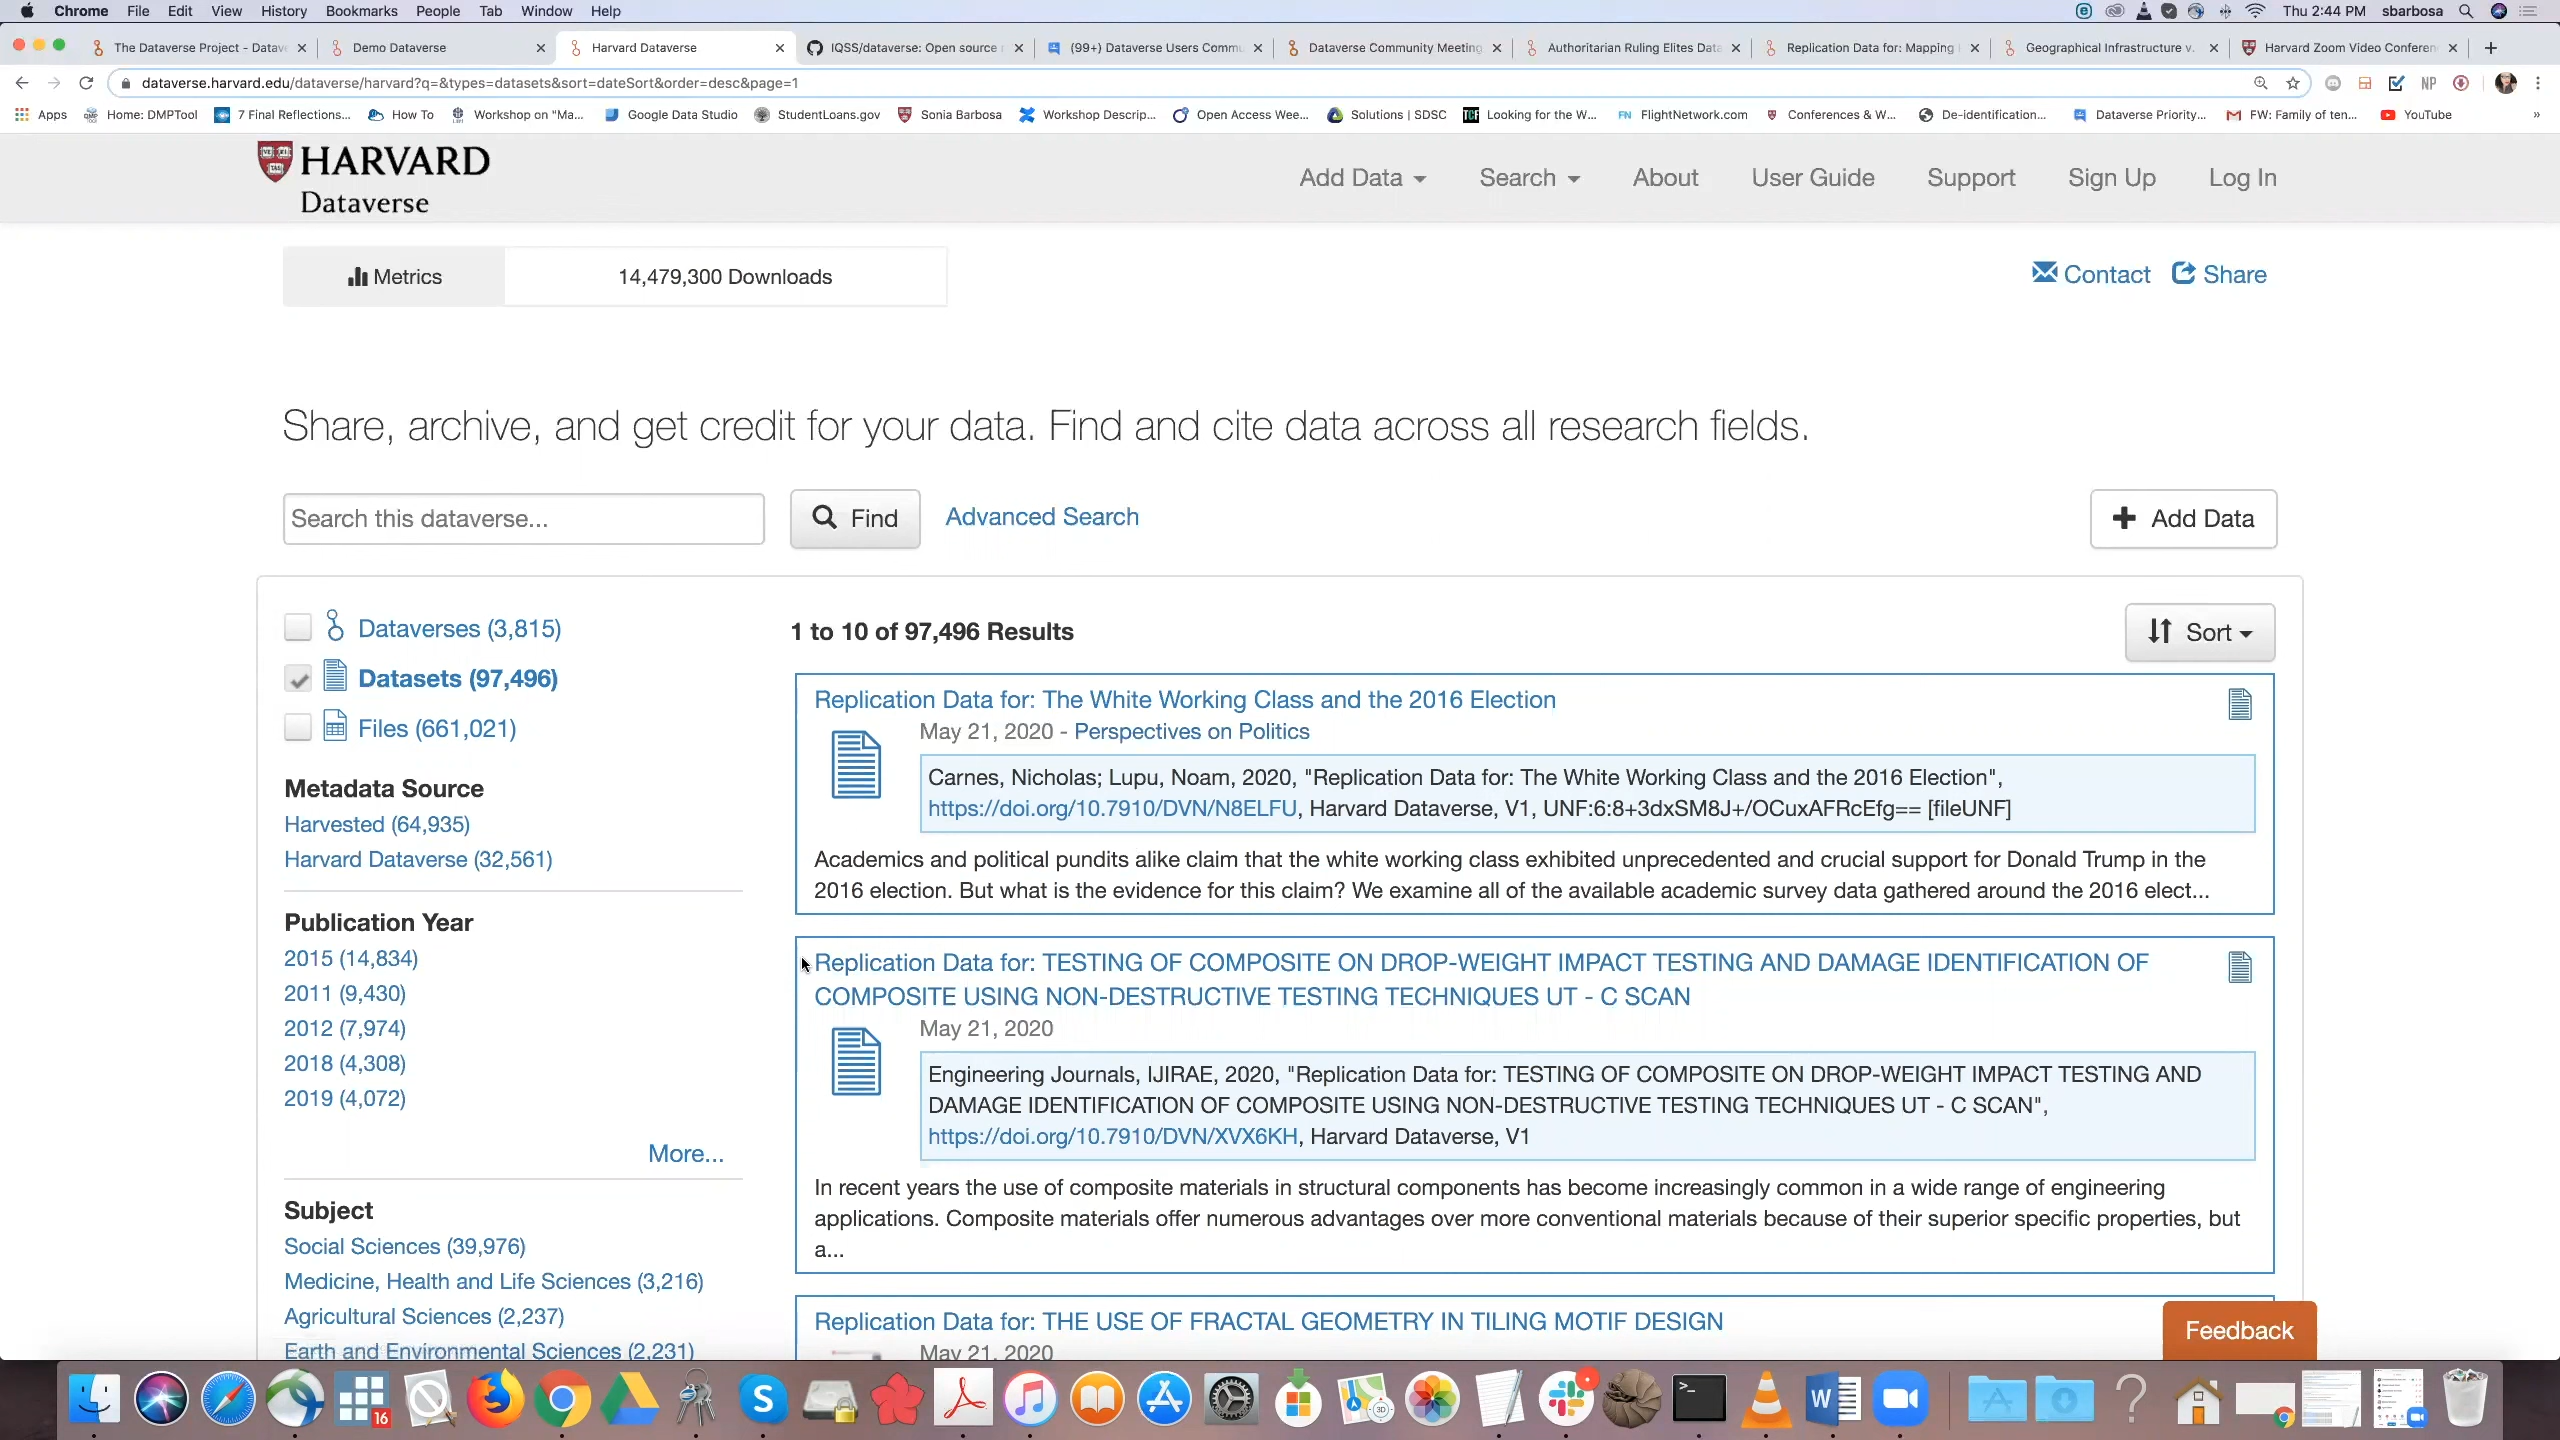 Chrome File Edit View History Bookmarks People Tab Window Help Thu 2:44 PM sbarbosa
The Dataverse Project - Datave
Demo Dataverse
Harvard Dataverse
IQSS/dataverse: Open source
(99+) Dataverse Users Commu
Dataverse Community Meeting
Authoritarian Ruling Elites Data
Replication Data for: Mapping
Geographical Infrastructure v.
Harvard Zoom Video Conferen
dataverse.harvard.edu/dataverse/harvard?q=&types=datasets&sort=dateSort&order=desc&page=1
NP
Apps
Home: DMPTool
7 Final Reflections...
How To
Workshop on "Ma...
Google Data Studio
StudentLoans.gov
Sonia Barbosa
Workshop Descrip...
Open Access Wee...
Solutions | SDSC
Looking for the W...
FlightNetwork.com
Conferences & W...
De-identification...
Dataverse Priority...
FW: Family of ten...
YouTube
»
HARVARD
Dataverse
Add Data Search About User Guide Support Sign Up Log In
Metrics 14,479,300 Downloads
Contact Share
Share, archive, and get credit for your data. Find and cite data across all research fields.
Search this dataverse... Find Advanced Search
Add Data
Dataverses (3,815)
Datasets (97,496)
Files (661,021)
Metadata Source
Harvested (64,935)
Harvard Dataverse (32,561)
Publication Year
2015 (14,834)
2011 (9,430)
2012 (7,974)
2018 (4,308)
2019 (4,072)
More...
Subject
Social Sciences (39,976)
Medicine, Health and Life Sciences (3,216)
Agricultural Sciences (2,237)
Earth and Environmental Sciences (2,231)
1 to 10 of 97,496 Results
Sort
Replication Data for: The White Working Class and the 2016 Election
May 21, 2020 - Perspectives on Politics
Carnes, Nicholas; Lupu, Noam, 2020, "Replication Data for: The White Working Class and the 2016 Election",
https://doi.org/10.7910/DVN/N8ELFU, Harvard Dataverse, V1, UNF:6:8+3dxSM8J+/OCuxAFRcEfg== [fileUNF]
Academics and political pundits alike claim that the white working class exhibited unprecedented and crucial support for Donald Trump in the
2016 election. But what is the evidence for this claim? We examine all of the available academic survey data gathered around the 2016 elect...
Replication Data for: TESTING OF COMPOSITE ON DROP-WEIGHT IMPACT TESTING AND DAMAGE IDENTIFICATION OF
COMPOSITE USING NON-DESTRUCTIVE TESTING TECHNIQUES UT - C SCAN
May 21, 2020
Engineering Journals, IJIRAE, 2020, "Replication Data for: TESTING OF COMPOSITE ON DROP-WEIGHT IMPACT TESTING AND
DAMAGE IDENTIFICATION OF COMPOSITE USING NON-DESTRUCTIVE TESTING TECHNIQUES UT - C SCAN",
https://doi.org/10.7910/DVN/XVX6KH, Harvard Dataverse, V1
In recent years the use of composite materials in structural components has become increasingly common in a wide range of engineering
applications. Composite materials offer numerous advantages over more conventional materials because of their superior specific properties, but
a...
Replication Data for: THE USE OF FRACTAL GEOMETRY IN TILING MOTIF DESIGN
May 21, 2020
Feedback
16